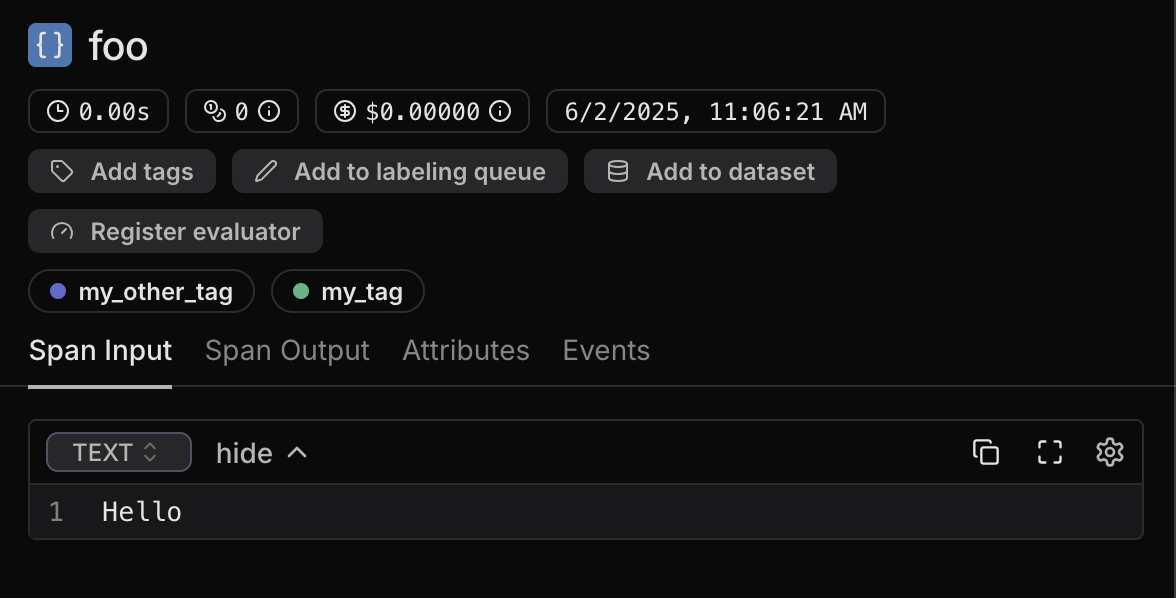 {} foo
0.00s 0 $0.00000 6/2/2025, 11:06:21 AM
Add tags Add to labeling queue Add to dataset
Register evaluator
my_other_tag my_tag
Span Input Span Output Attributes Events
TEXT hide
1 Hello